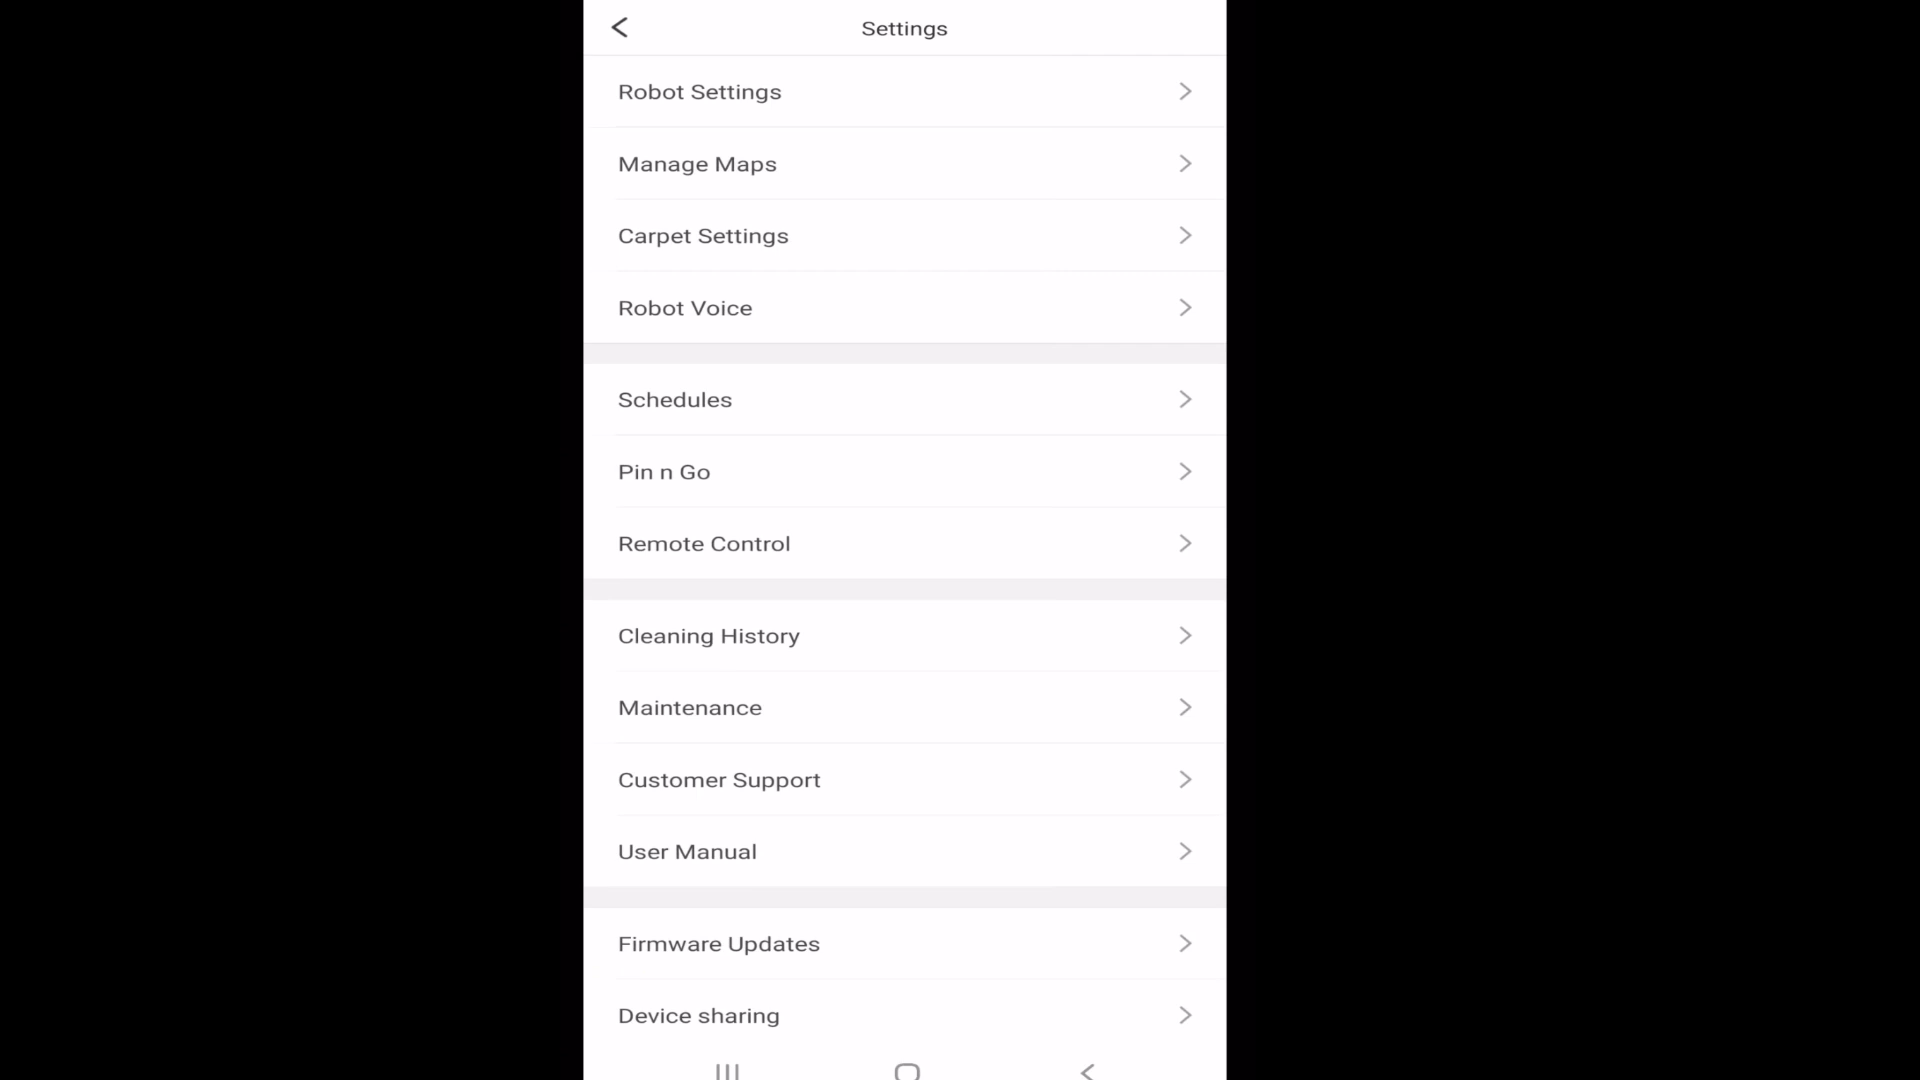 Settings
Robot Settings
Manage Maps
Carpet Settings
Robot Voice
Schedules
Pin n Go
Remote Control
Cleaning History
Maintenance
Customer Support
User Manual
Firmware Updates
Device sharing